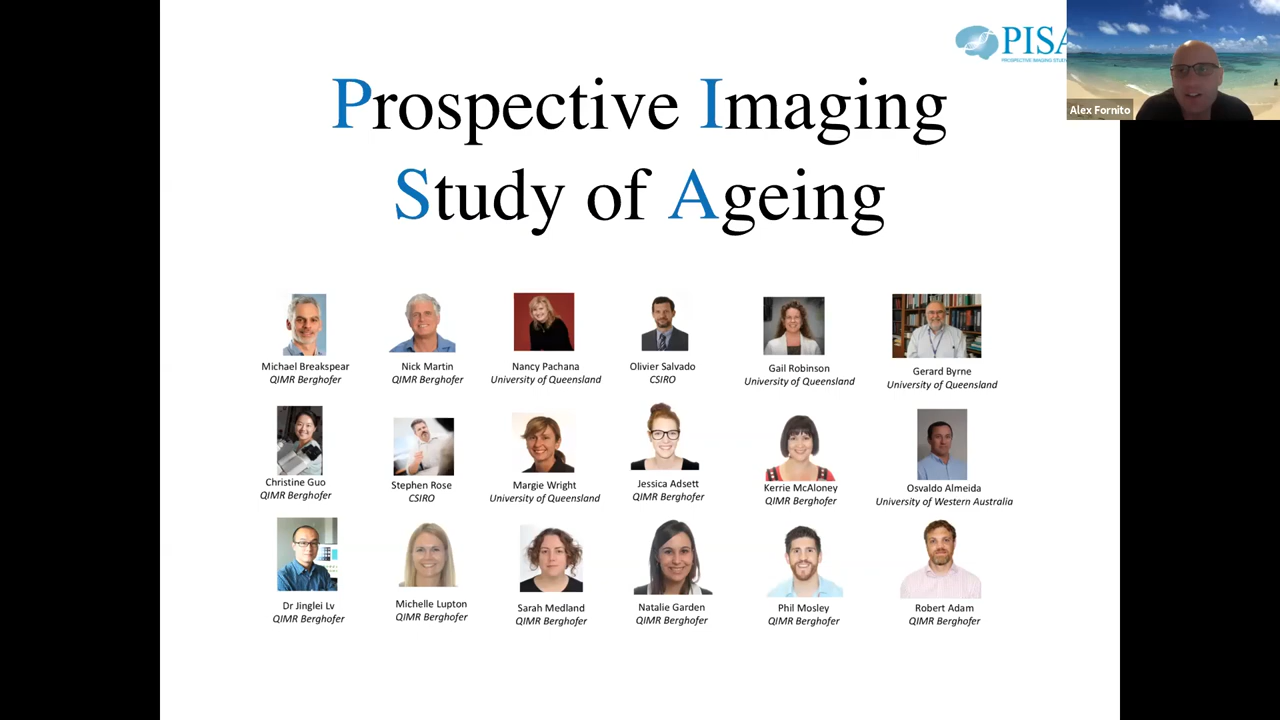 PISA
PROSPECTIVE IMAGING STUDY
Alex Fornito
Prospective Imaging
Study of Ageing
Michael Breakspear
QIMR Berghofer
Nick Martin
QIMR Berghofer
Nancy Pachana
University of Queensland
Olivier Salvado
CSIRO
Gail Robinson
University of Queensland
Gerard Byrne
University of Queensland
Christine Guo
QIMR Berghofer
Stephen Rose
CSIRO
Margie Wright
University of Queensland
Jessica Adsett
QIMR Berghofer
Kerrie McAloney
QIMR Berghofer
Osvaldo Almeida
University of Western Australia
Dr Jinglei Lv
QIMR Berghofer
Michelle Lupton
QIMR Berghofer
Sarah Medland
QIMR Berghofer
Natalie Garden
QIMR Berghofer
Phil Mosley
QIMR Berghofer
Robert Adam
QIMR Berghofer